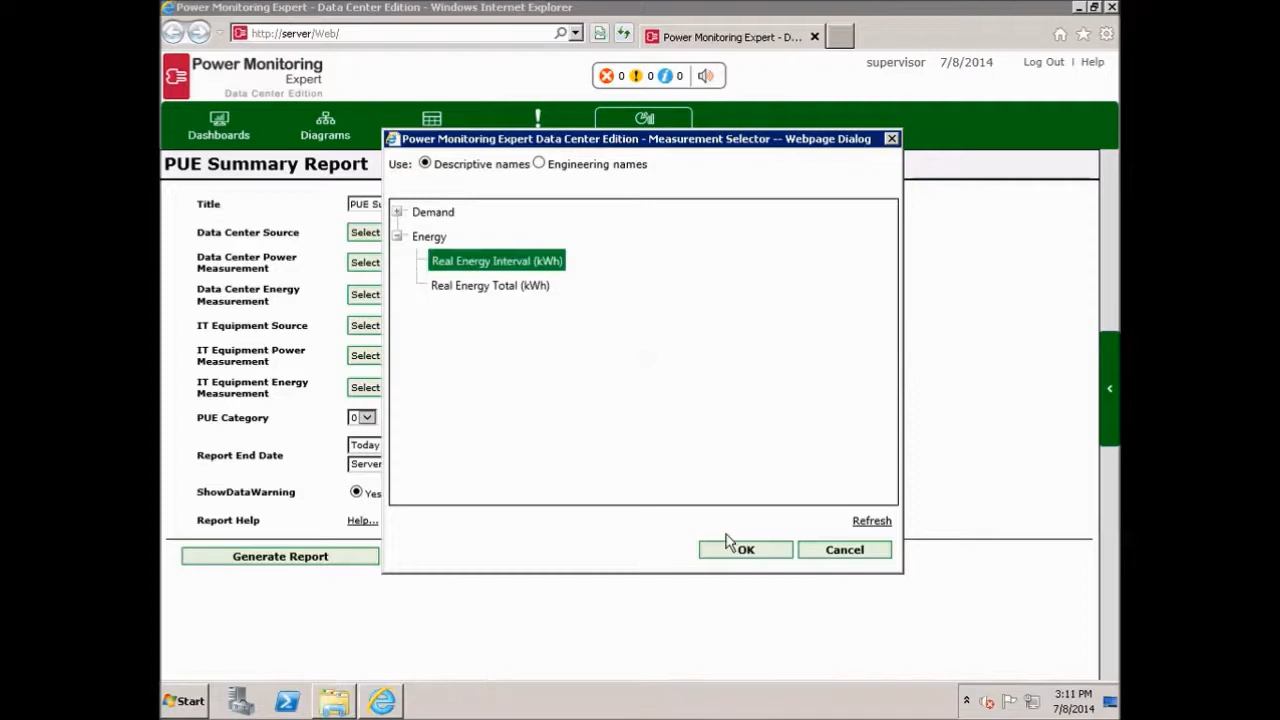 Power Monitoring Expert - Data Center Edition - Windows Internet Explorer
http://server/Web/
Power Monitoring Expert - D...
Power Monitoring
Expert
Data Center Edition
0 0 0
supervisor 7/8/2014 Log Out | Help
Dashboards
Diagrams
Power Monitoring Expert Data Center Edition - Measurement Selector -- Webpage Dialog
PUE Summary Report
Use: Descriptive names Engineering names
Title PUE Su
Data Center Source Select
Data Center Power
Measurement
Select
Data Center Energy
Measurement
Select
IT Equipment Source Select
IT Equipment Power
Measurement
Select
IT Equipment Energy
Measurement
Select
PUE Category 0
Report End Date
Today
Server
ShowDataWarning Yes
Report Help Help...
Generate Report
Demand
Energy
Real Energy Interval (kWh)
Real Energy Total (kWh)
Refresh
OK Cancel
Start
3:11 PM
7/8/2014